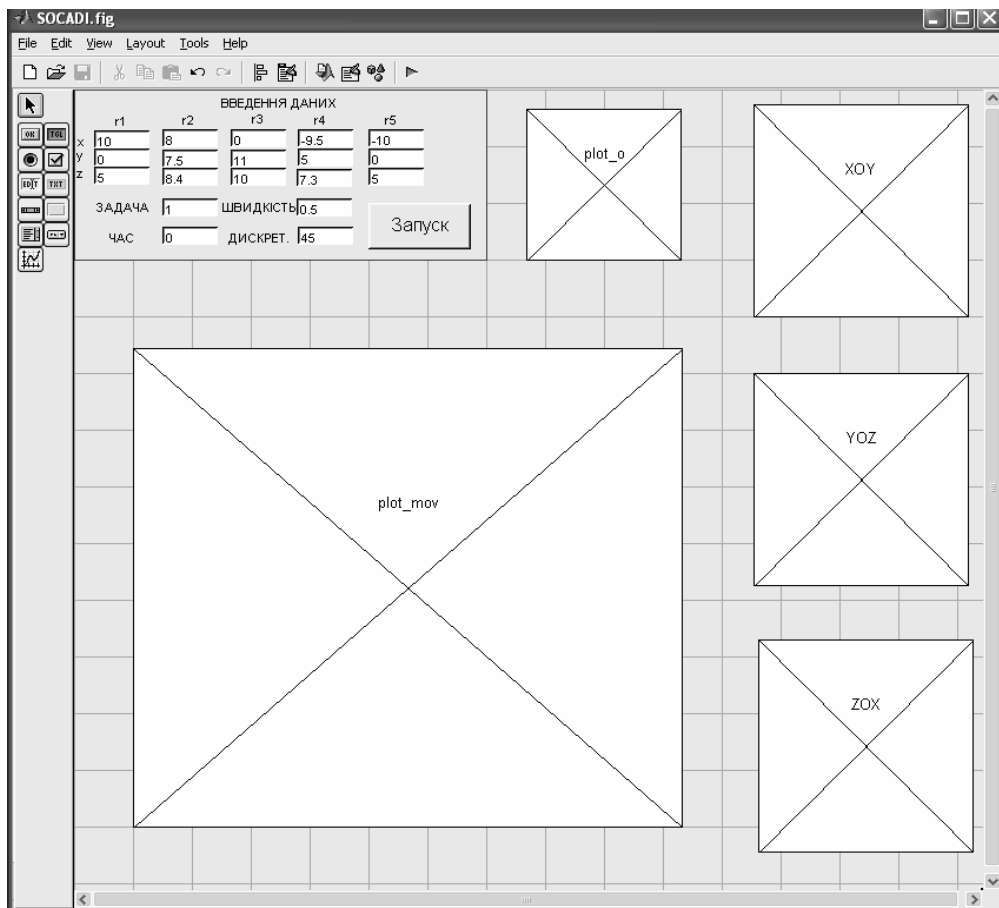 SOCADI.fig
File Edit View Layout Tools Help
ВВЕДЕННЯ ДАНИХ
r1 r2 r3 r4 r5
x 10 8 0 -9.5 -10
y 0 7.5 11 5 0
z 5 8.4 10 7.3 5
ЗАДАЧА 1 ШВИДКІСТЬ 0.5
ЧАС 0 ДИСКРЕТ. 45
Запуск
OK TGL
EDIT TXT
plot_o
XOY
plot_mov
YOZ
ZOX